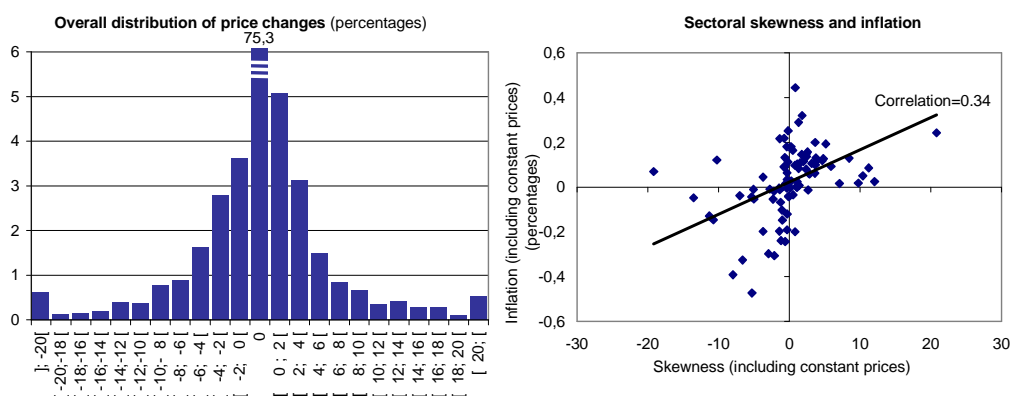 Overall distribution of price changes (percentages)
75,3
6
5
4
3
2
1
0
]; -20[
-20;-18 [
-18;-16 [
-16;-14 [
-14;-12 [
-12;-10 [
-10;- 8 [
-8; -6 [
-6; -4 [
-4; -2 [
[ -2; 0 [
0
[ 0 ; 2 [
[ 2; 4 [
[ 4; 6 [
[ 6; 8 [
[ 8; 10 [
[ 10; 12 [
[ 12; 14 [
[ 14; 16 [
[ 16; 18 [
[ 18; 20 [
[ 20; [
Sectoral skewness and inflation
Inflation (including constant prices)
(percentages)
0,6
0,4
0,2
0
-0,2
-0,4
-0,6
Correlation=0.34
-30
-20
-10
0
10
20
30
Skewness (including constant prices)